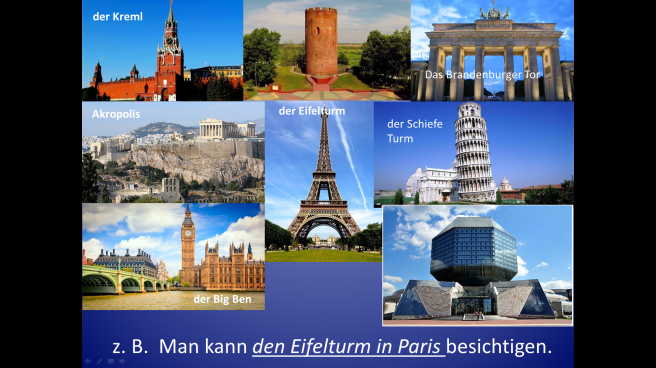 der Kreml
Das Brandenburger Tor
Akropolis
der Eifelturm
der Schiefe
Turm
der Big Ben
z. B. Man kann den Eifelturm in Paris besichtigen.